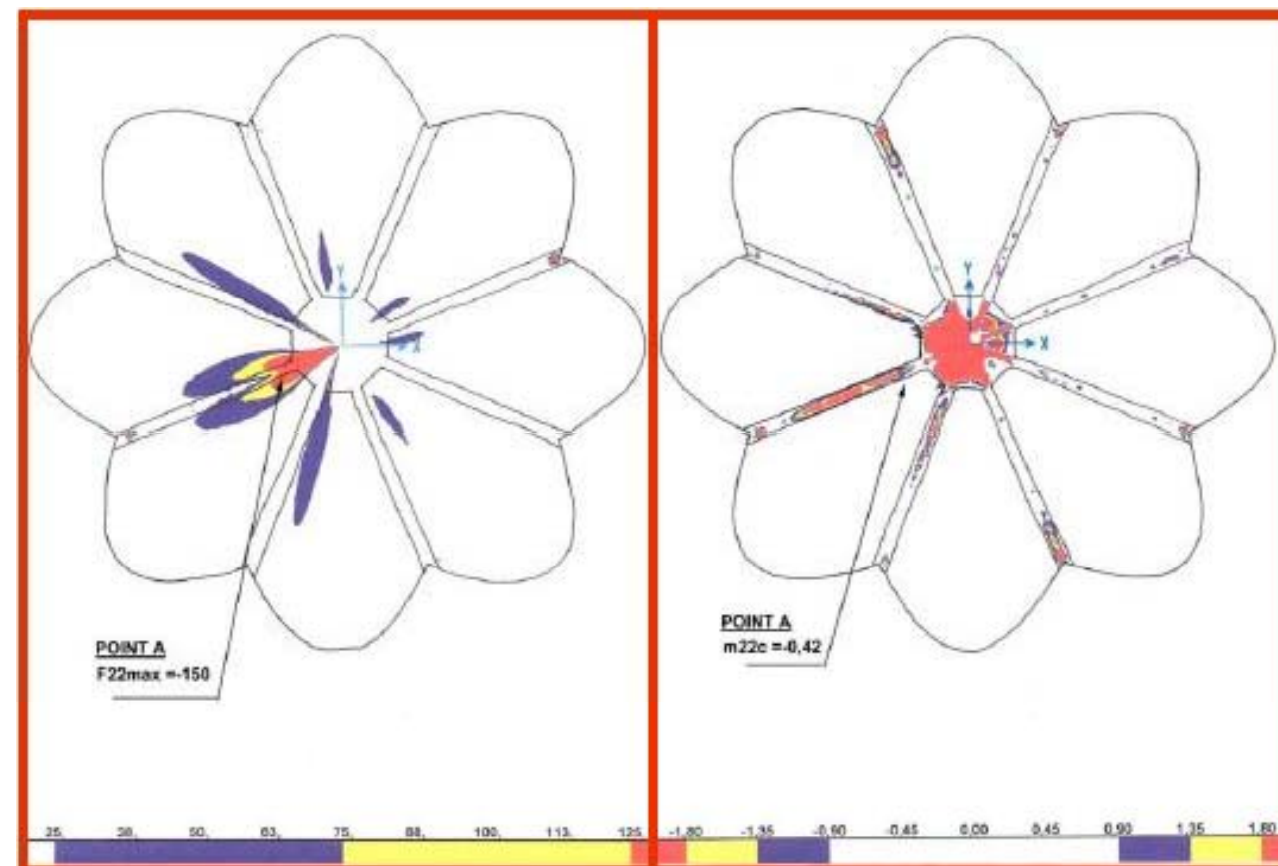 Y
X
POINT A
F22max =-150
25, 38, 50, 63, 75, 88, 100, 113, 125,
Y
X
POINT A
m22c =-0,42
-1,80 -1,35 -0,90 -0,45 0,00 0,45 0,90 1,35 1,80